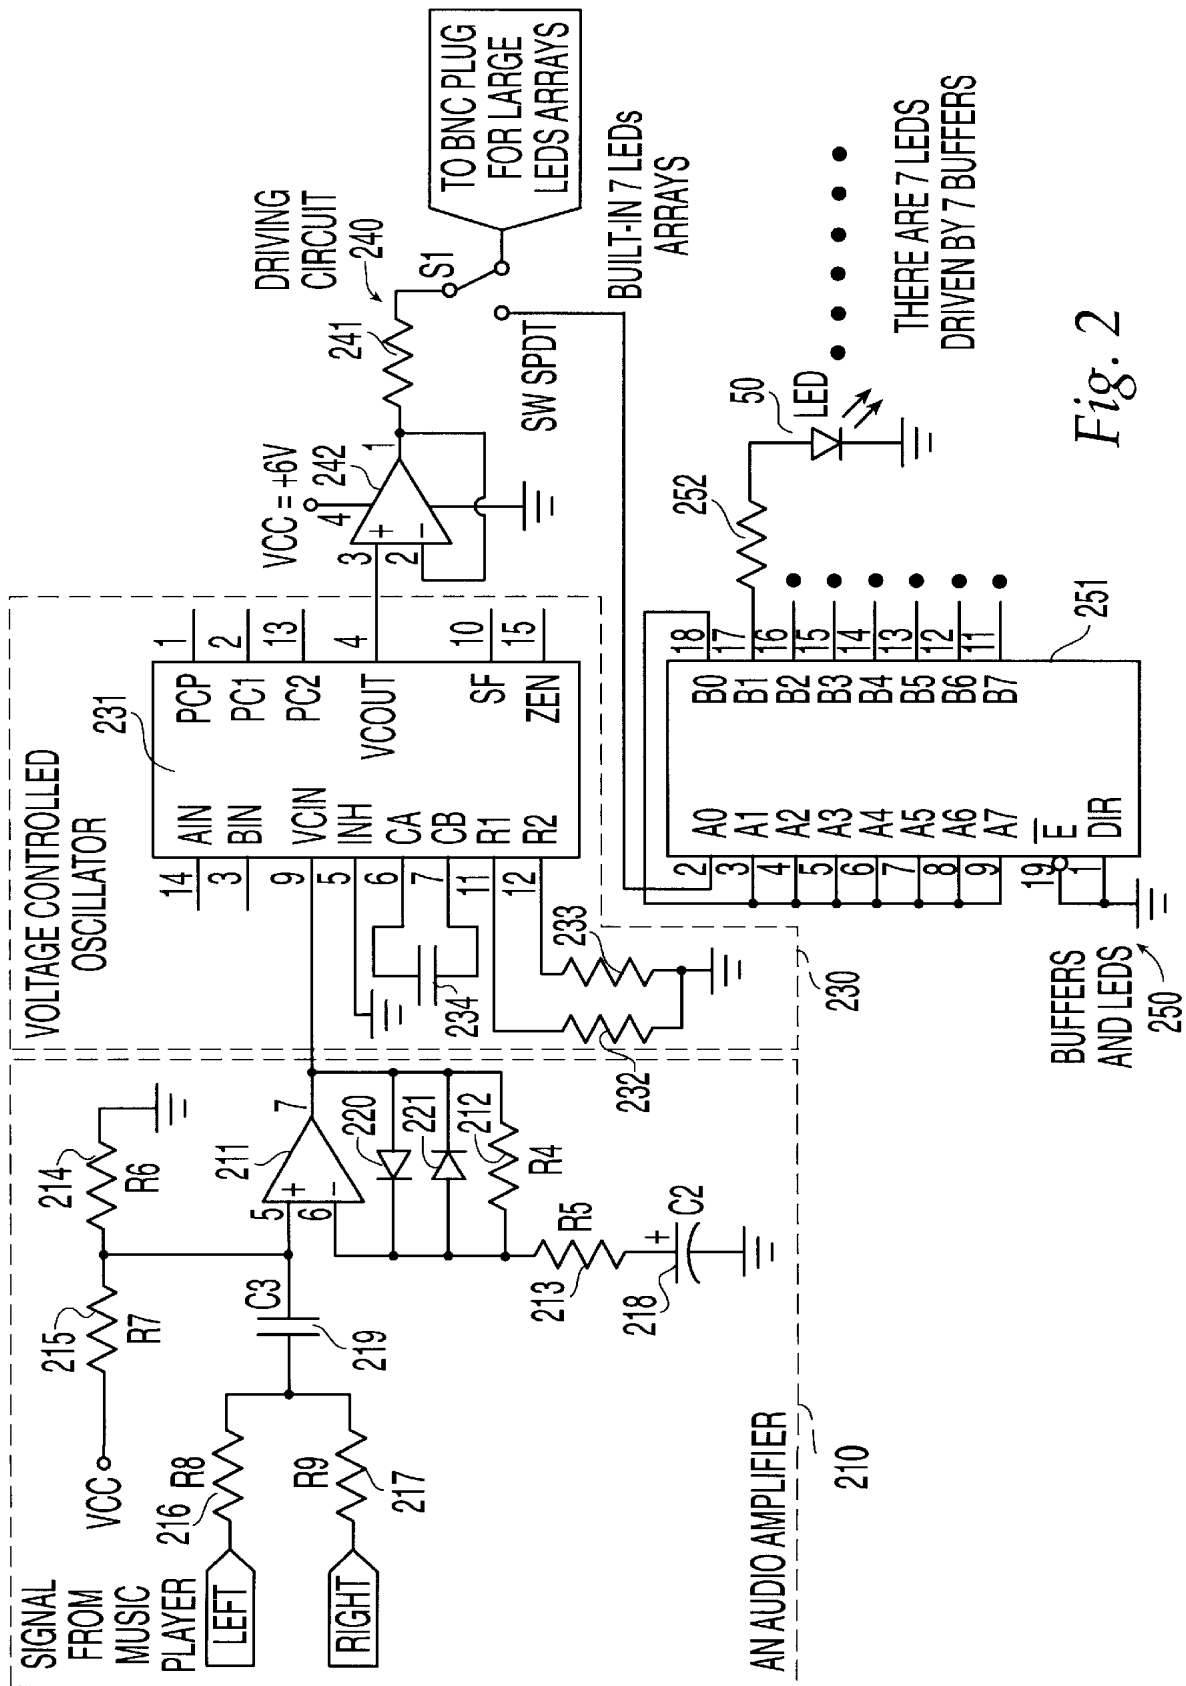 SIGNAL
FROM
MUSIC
PLAYER
LEFT
RIGHT
216
R8
R9
217
VCC
215
R7
214
R6
C3
219
5
6
+
-
211
7
220
221
212
R4
R5
213
+
C2
218
AN AUDIO AMPLIFIER
210
VOLTAGE CONTROLLED
OSCILLATOR
231
14
AIN
3
BIN
9
VCIN
5
INH
6
CA
7
CB
11
R1
12
R2
PCP
1
PC1
2
PC2
13
VCOUT
4
SF
10
ZEN
15
234
232
233
230
VCC = +6V
4
3
2
+
-
1
242
241
DRIVING
CIRCUIT
240
S1
SW SPDT
TO BNC PLUG
FOR LARGE
LEDS ARRAYS
BUILT-IN 7 LEDs
ARRAYS
2
A0
3
A1
4
A2
5
A3
6
A4
7
A5
8
A6
9
A7
19
E
1
DIR
B0
18
B1
17
B2
16
B3
15
B4
14
B5
13
B6
12
B7
11
251
252
50
LED
THERE ARE 7 LEDS
DRIVEN BY 7 BUFFERS
BUFFERS
AND LEDS
250
Fig. 2